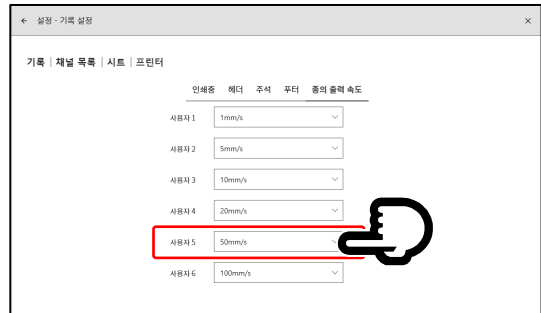 ← 설정 - 기록 설정 ×
기록 | 채널 목록 | 시트 | 프린터
인쇄중 헤더 주석 푸터 종의 출력 속도
사용자 1 1mm/s
사용자 2 5mm/s
사용자 3 10mm/s
사용자 4 20mm/s
사용자 5 50mm/s
사용자 6 100mm/s